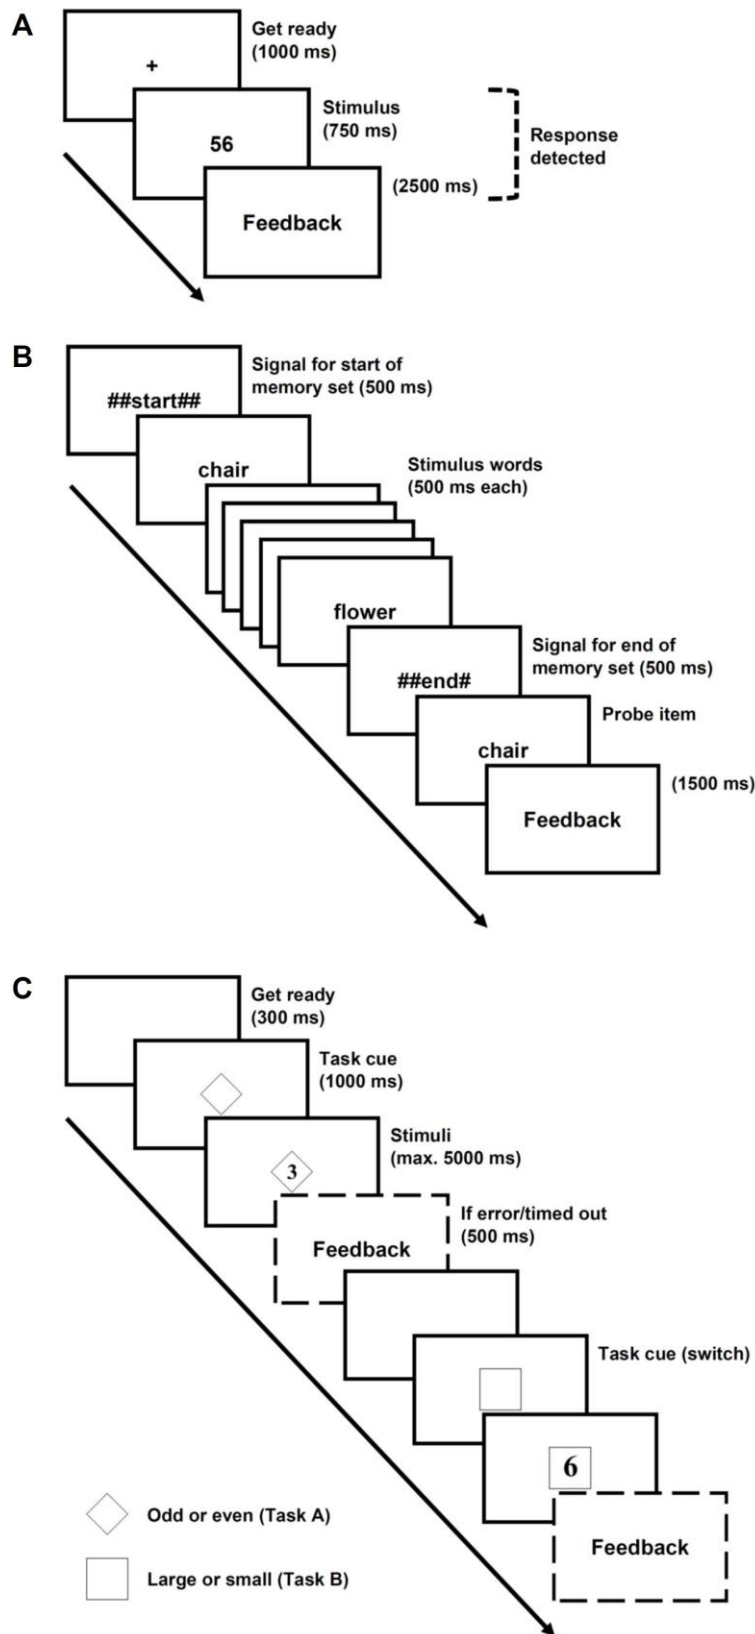 A
Get ready
(1000 ms)
+
Stimulus
(750 ms)
56
Response
detected
(2500 ms)
Feedback
B
Signal for start of
memory set (500 ms)
##start##
chair
Stimulus words
(500 ms each)
flower
Signal for end of
memory set (500 ms)
##end#
Probe item
chair
(1500 ms)
Feedback
C
Get ready
(300 ms)
Task cue
(1000 ms)
Stimuli
(max. 5000 ms)
3
If error/timed out
(500 ms)
Feedback
Task cue (switch)
6
Odd or even (Task A)
Feedback
Large or small (Task B)